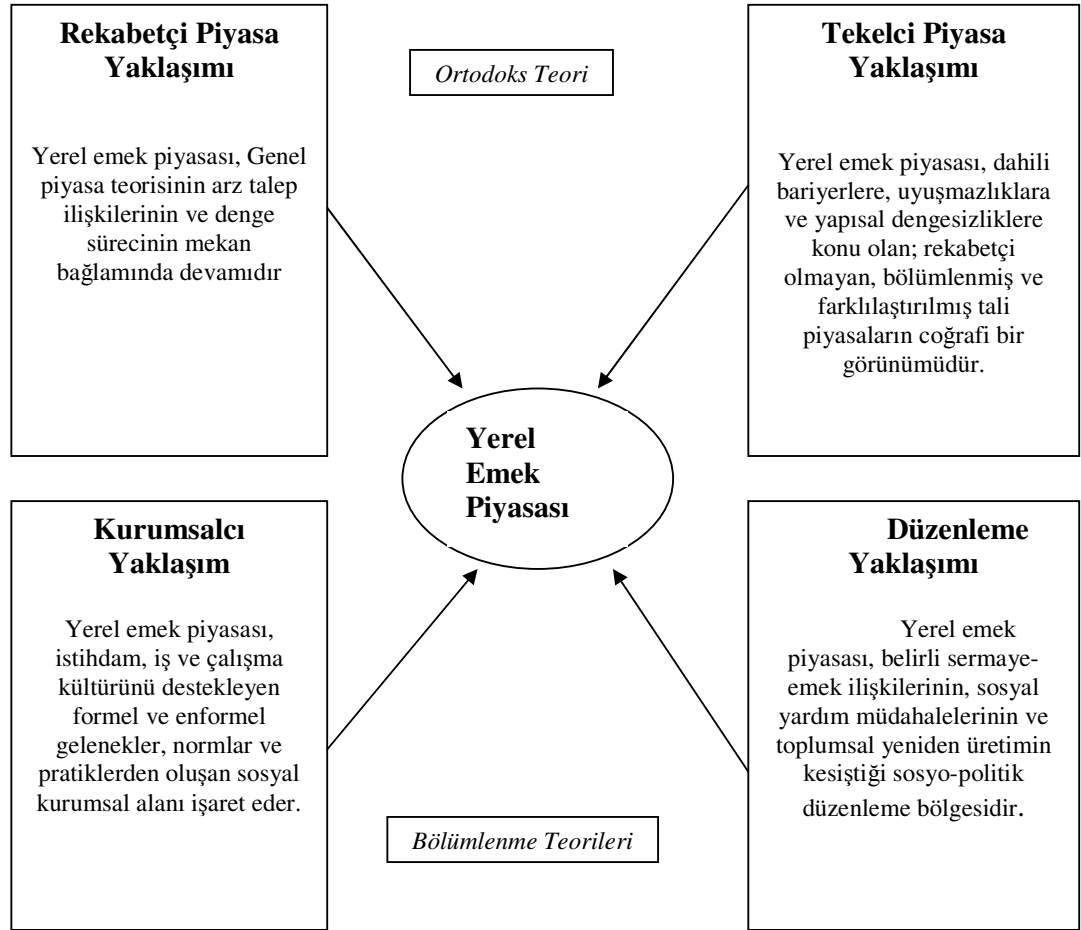 Rekabetçi Piyasa
Yaklaşımı
Yerel emek piyasası, Genel
piyasa teorisinin arz talep
ilişkilerinin ve denge
sürecinin mekan
bağlamında devamıdır
Ortodoks Teori
Tekelci Piyasa
Yaklaşımı
Yerel emek piyasası, dahili
bariyerlere, uyuşmazlıklara
ve yapısal dengesizliklere
konu olan; rekabetçi
olmayan, bölümlenmiş ve
farklılaştırılmış tali
piyasaların coğrafi bir
görünümüdür.
Yerel
Emek
Piyasası
Kurumsalcı
Yaklaşım
Yerel emek piyasası,
istihdam, iş ve çalışma
kültürünü destekleyen
formel ve enformel
gelenekler, normlar ve
pratiklerden oluşan sosyal
kurumsal alanı işaret eder.
Bölümlenme Teorileri
Düzenleme
Yaklaşımı
Yerel emek
piyasası, belirli sermaye-
emek ilişkilerinin, sosyal
yardım müdahalelerinin ve
toplumsal yeniden üretimin
kesiştiği sosyo-politik
düzenleme bölgesidir.